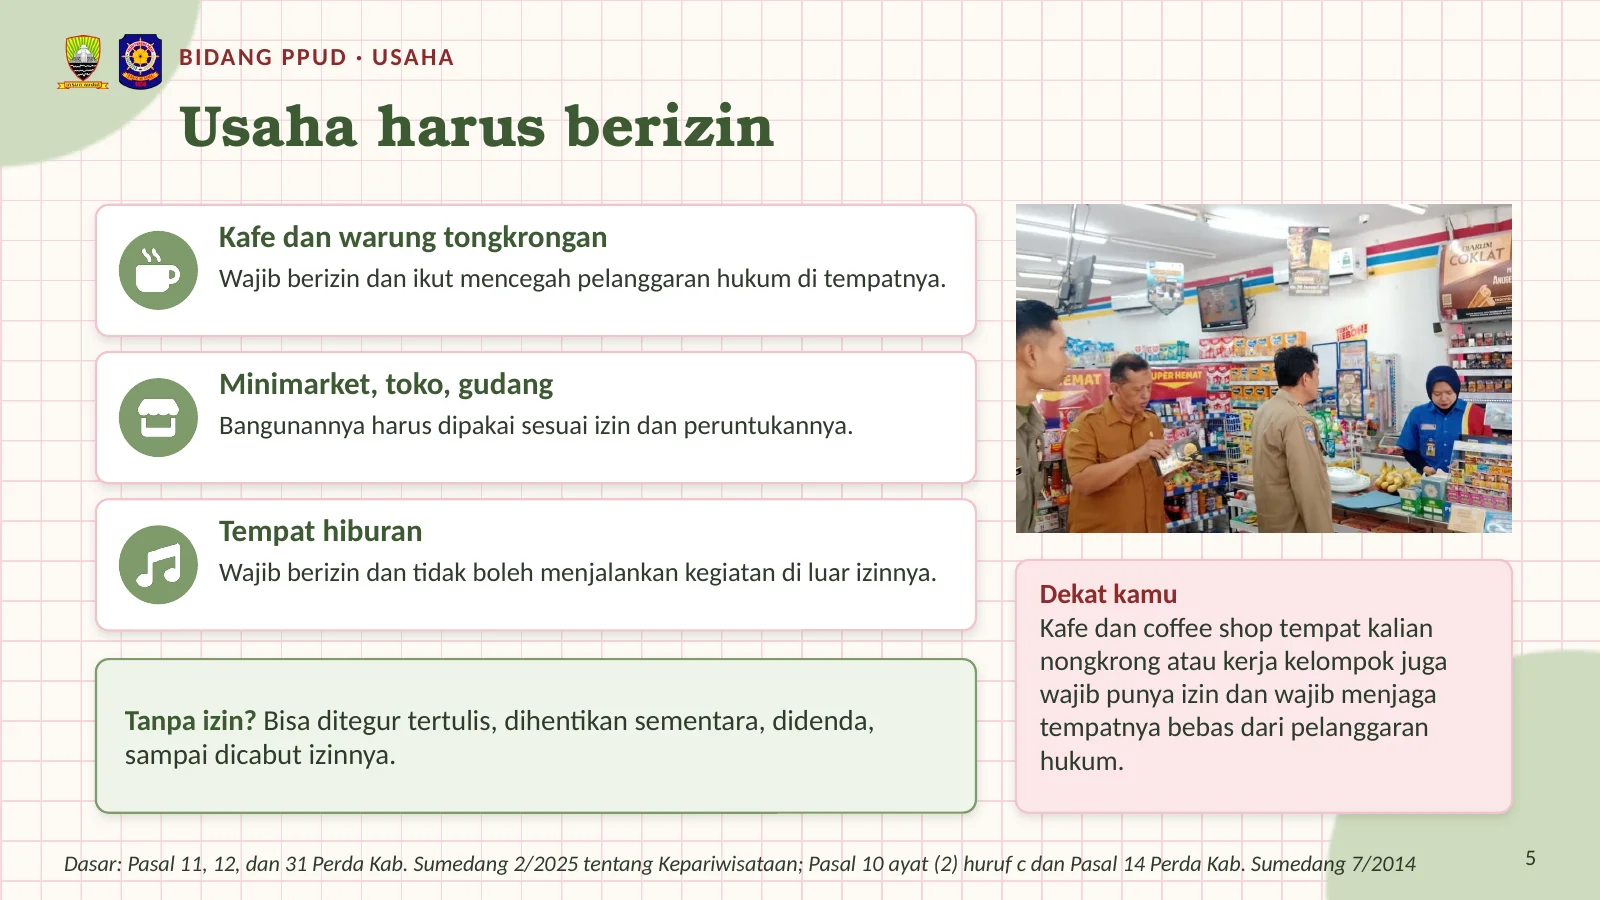 BIDANG PPUD · USAHA
Usaha harus berizin
Kafe dan warung tongkrongan
Wajib berizin dan ikut mencegah pelanggaran hukum di tempatnya.
Minimarket, toko, gudang
Bangunannya harus dipakai sesuai izin dan peruntukannya.
Tempat hiburan
Wajib berizin dan tidak boleh menjalankan kegiatan di luar izinnya.
Tanpa izin? Bisa ditegur tertulis, dihentikan sementara, didenda,
sampai dicabut izinnya.
DJARUM
COKLAT
HEMAT
SUPER HEMAT
Dekat kamu
Kafe dan coffee shop tempat kalian
nongkrong atau kerja kelompok juga
wajib punya izin dan wajib menjaga
tempatnya bebas dari pelanggaran
hukum.
Dasar: Pasal 11, 12, dan 31 Perda Kab. Sumedang 2/2025 tentang Kepariwisataan; Pasal 10 ayat (2) huruf c dan Pasal 14 Perda Kab. Sumedang 7/2014
5